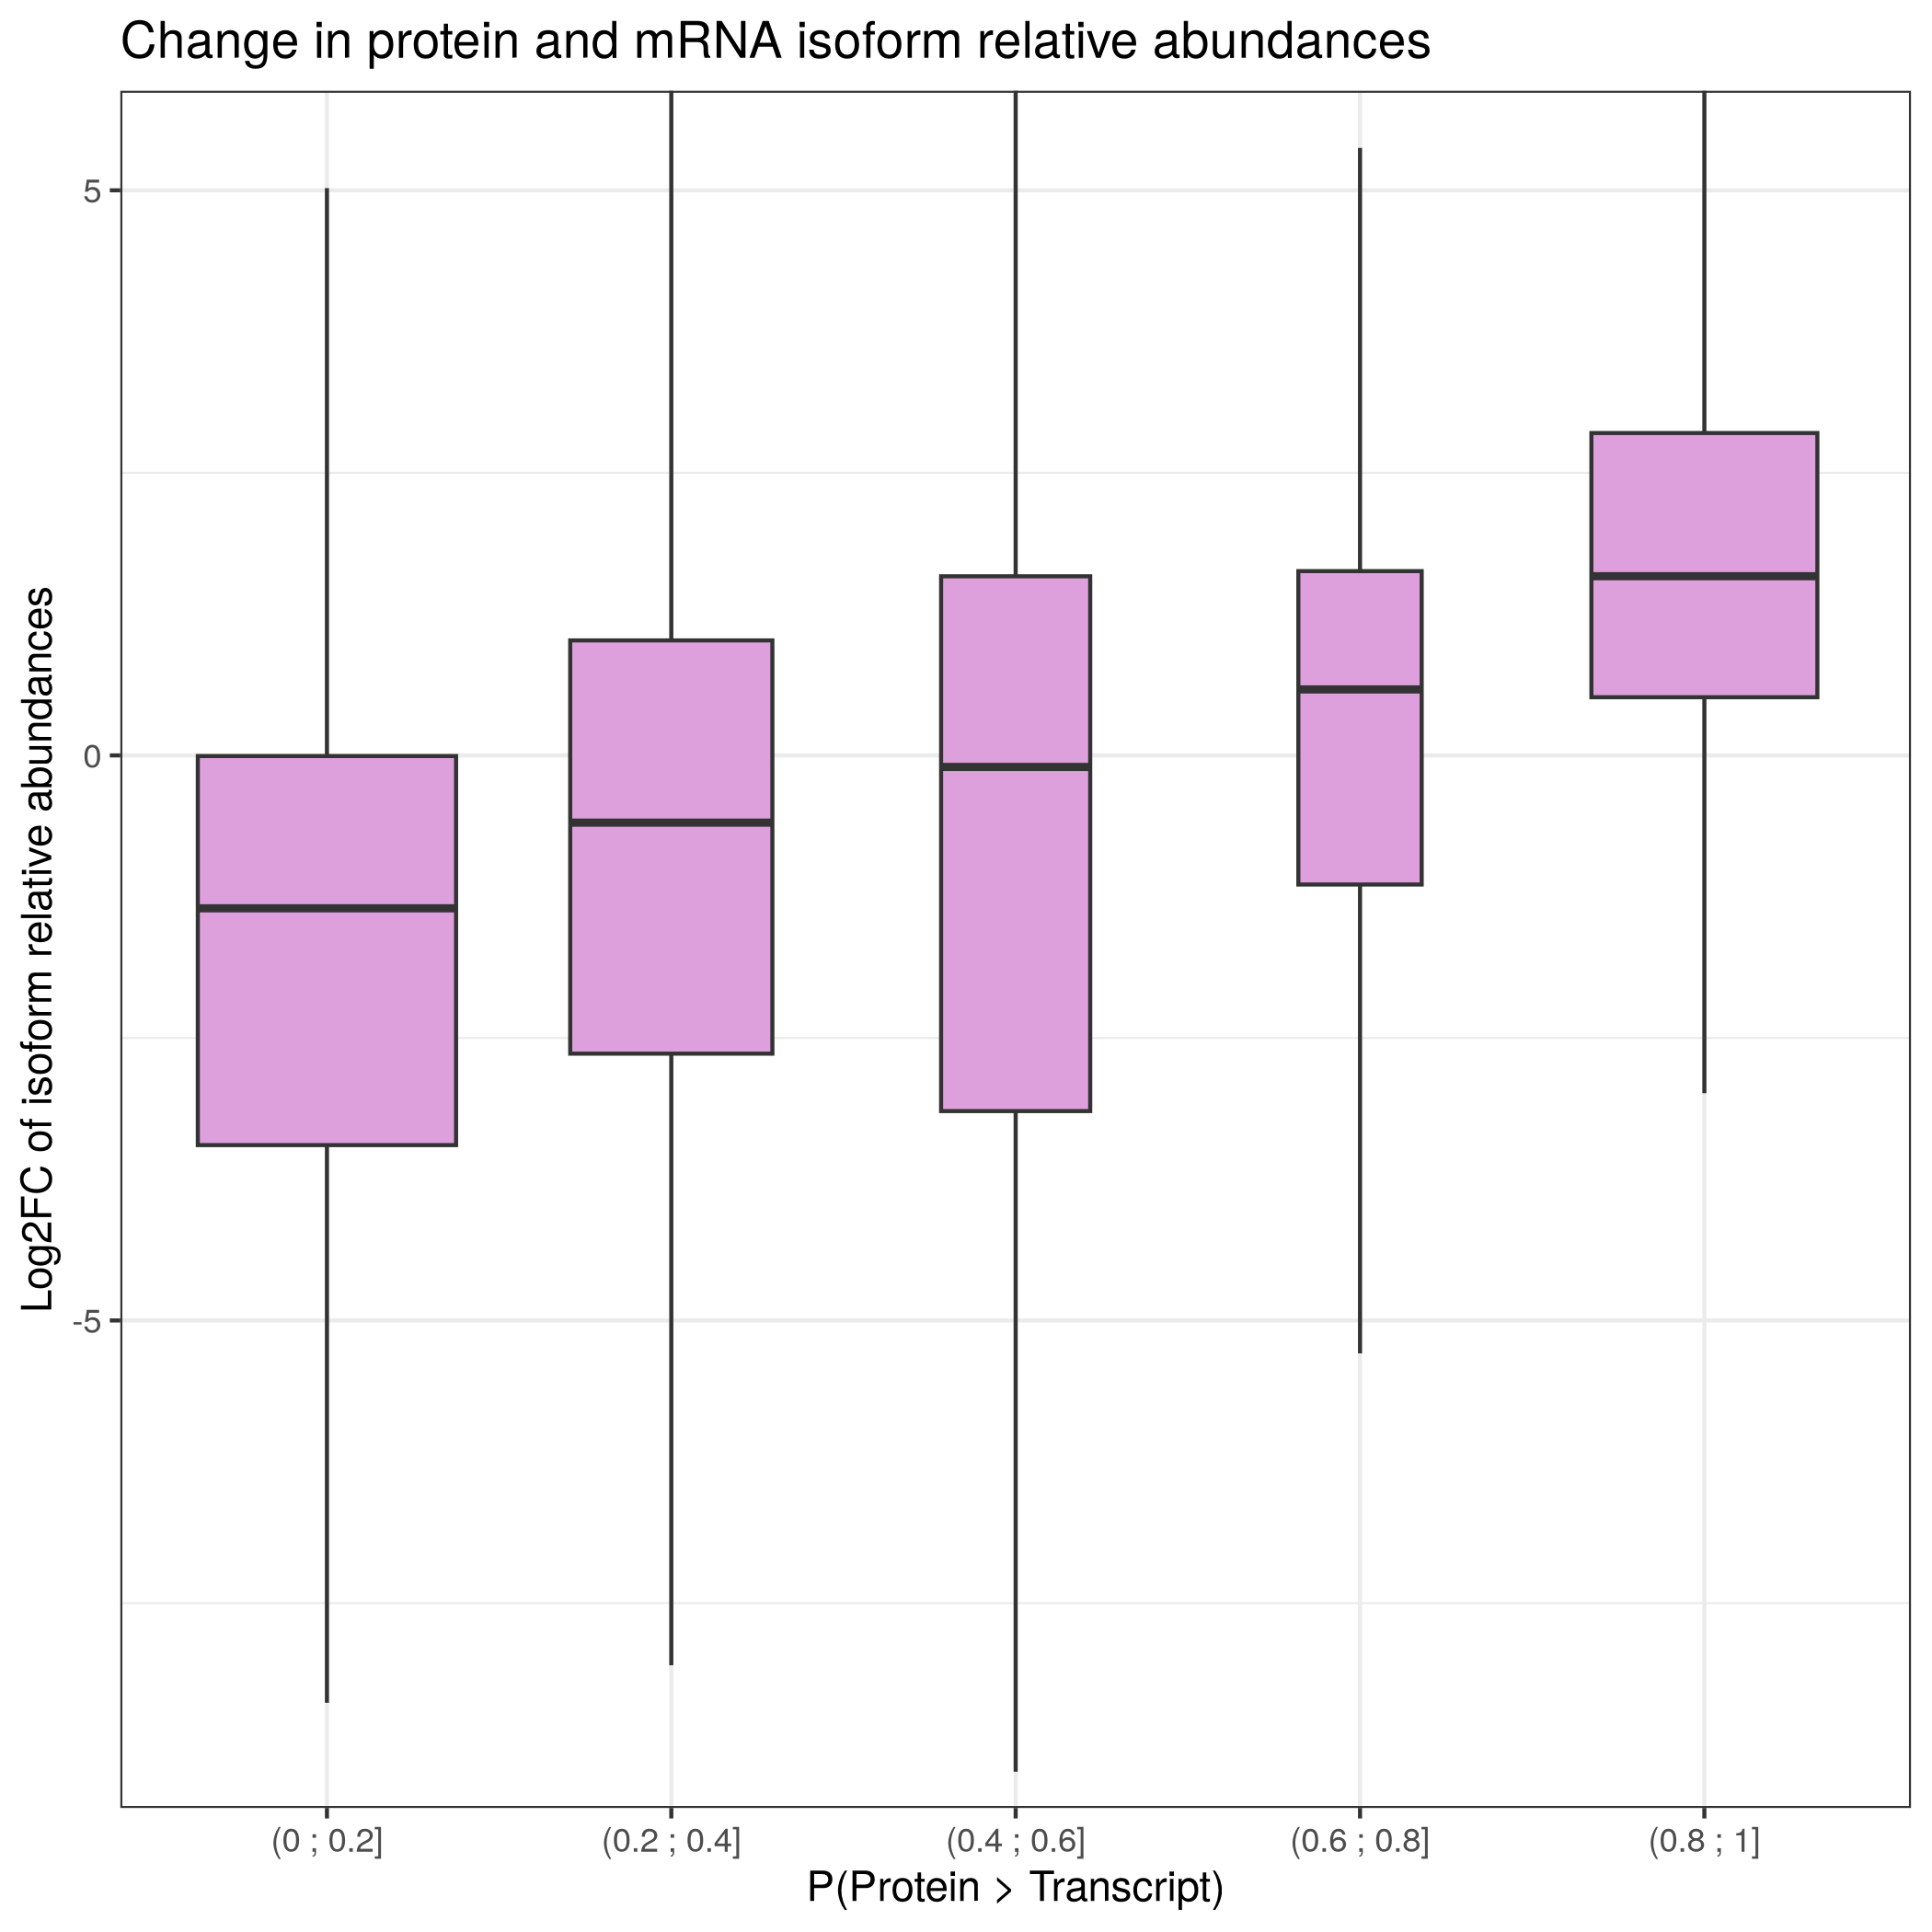 Change in protein and mRNA isoform relative abundances
Log2FC of isoform relative abundances
5
0
-5
(0 ; 0.2]
(0.2 ; 0.4]
(0.4 ; 0.6]
(0.6 ; 0.8]
(0.8 ; 1]
P(Protein > Transcript)